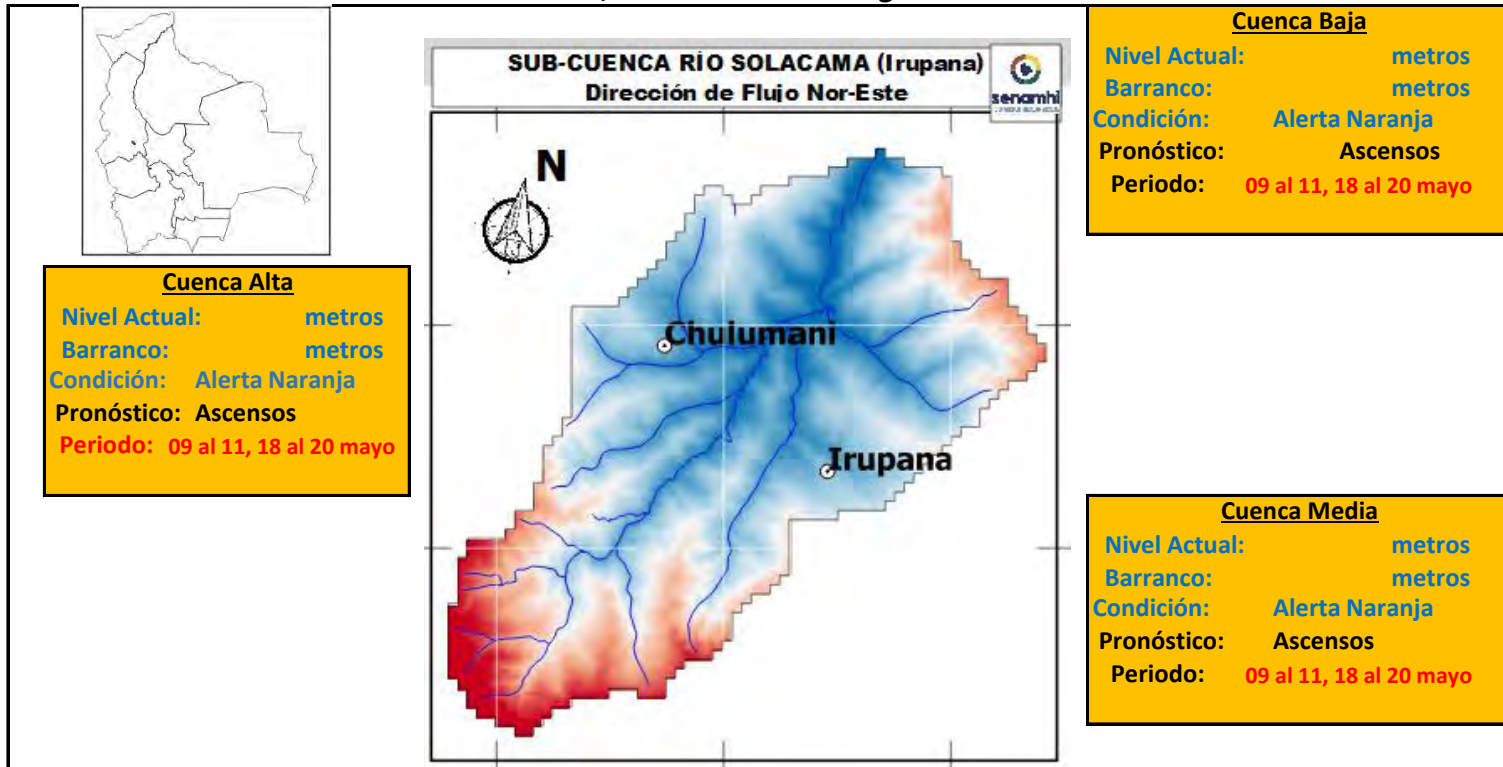 SUB-CUENCA RÍO SOLACAMA (Irupana)
Dirección de Flujo Nor-Este
senamhi
N
Chulumani
Irupana
Cuenca Alta
Nivel Actual: metros
Barranco: metros
Condición: Alerta Naranja
Pronóstico: Ascensos
Periodo: 09 al 11, 18 al 20 mayo
Cuenca Baja
Nivel Actual: metros
Barranco: metros
Condición: Alerta Naranja
Pronóstico: Ascensos
Periodo: 09 al 11, 18 al 20 mayo
Cuenca Media
Nivel Actual: metros
Barranco: metros
Condición: Alerta Naranja
Pronóstico: Ascensos
Periodo: 09 al 11, 18 al 20 mayo